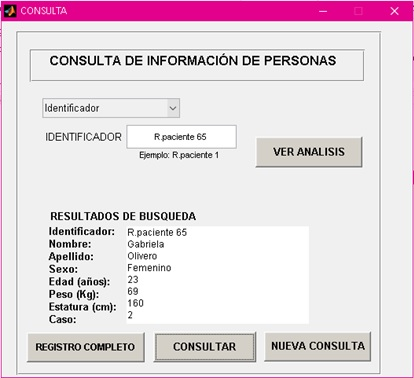 CONSULTA
CONSULTA DE INFORMACIÓN DE PERSONAS
Identificador
IDENTIFICADOR R.paciente 65
Ejemplo: R.paciente 1
VER ANALISIS
RESULTADOS DE BUSQUEDA
Identificador: R.paciente 65
Nombre: Gabriela
Apellido: Olivero
Sexo: Femenino
Edad (años): 23
Peso (Kg): 69
Estatura (cm): 160
Caso: 2
REGISTRO COMPLETO CONSULTAR NUEVA CONSULTA